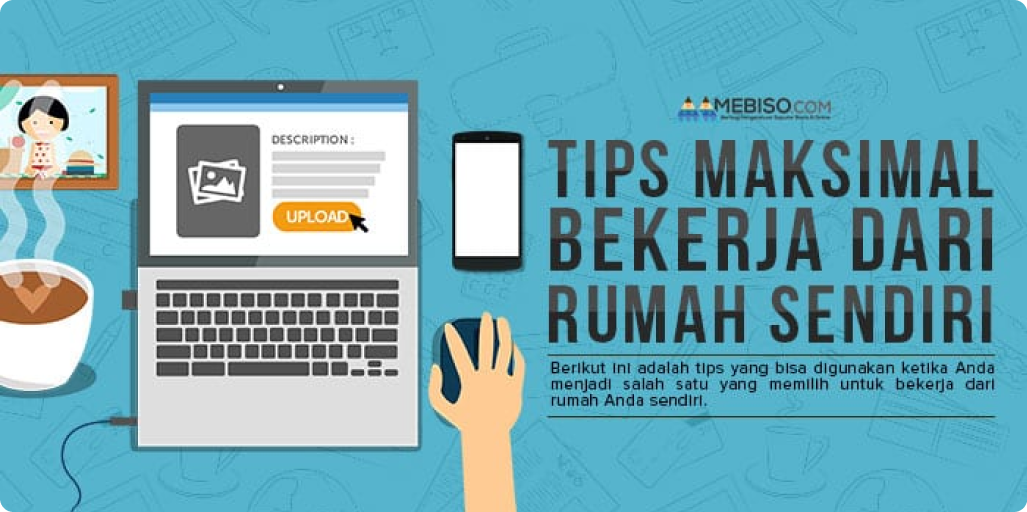 DESCRIPTION :
UPLOAD
MEBISO.COM
TIPS MAKSIMAL
BEKERJA DARI
RUMAH SENDIRI
Berikut ini adalah tips yang bisa digunakan ketika Anda
menjadi salah satu yang memilih untuk bekerja dari
rumah Anda sendiri.